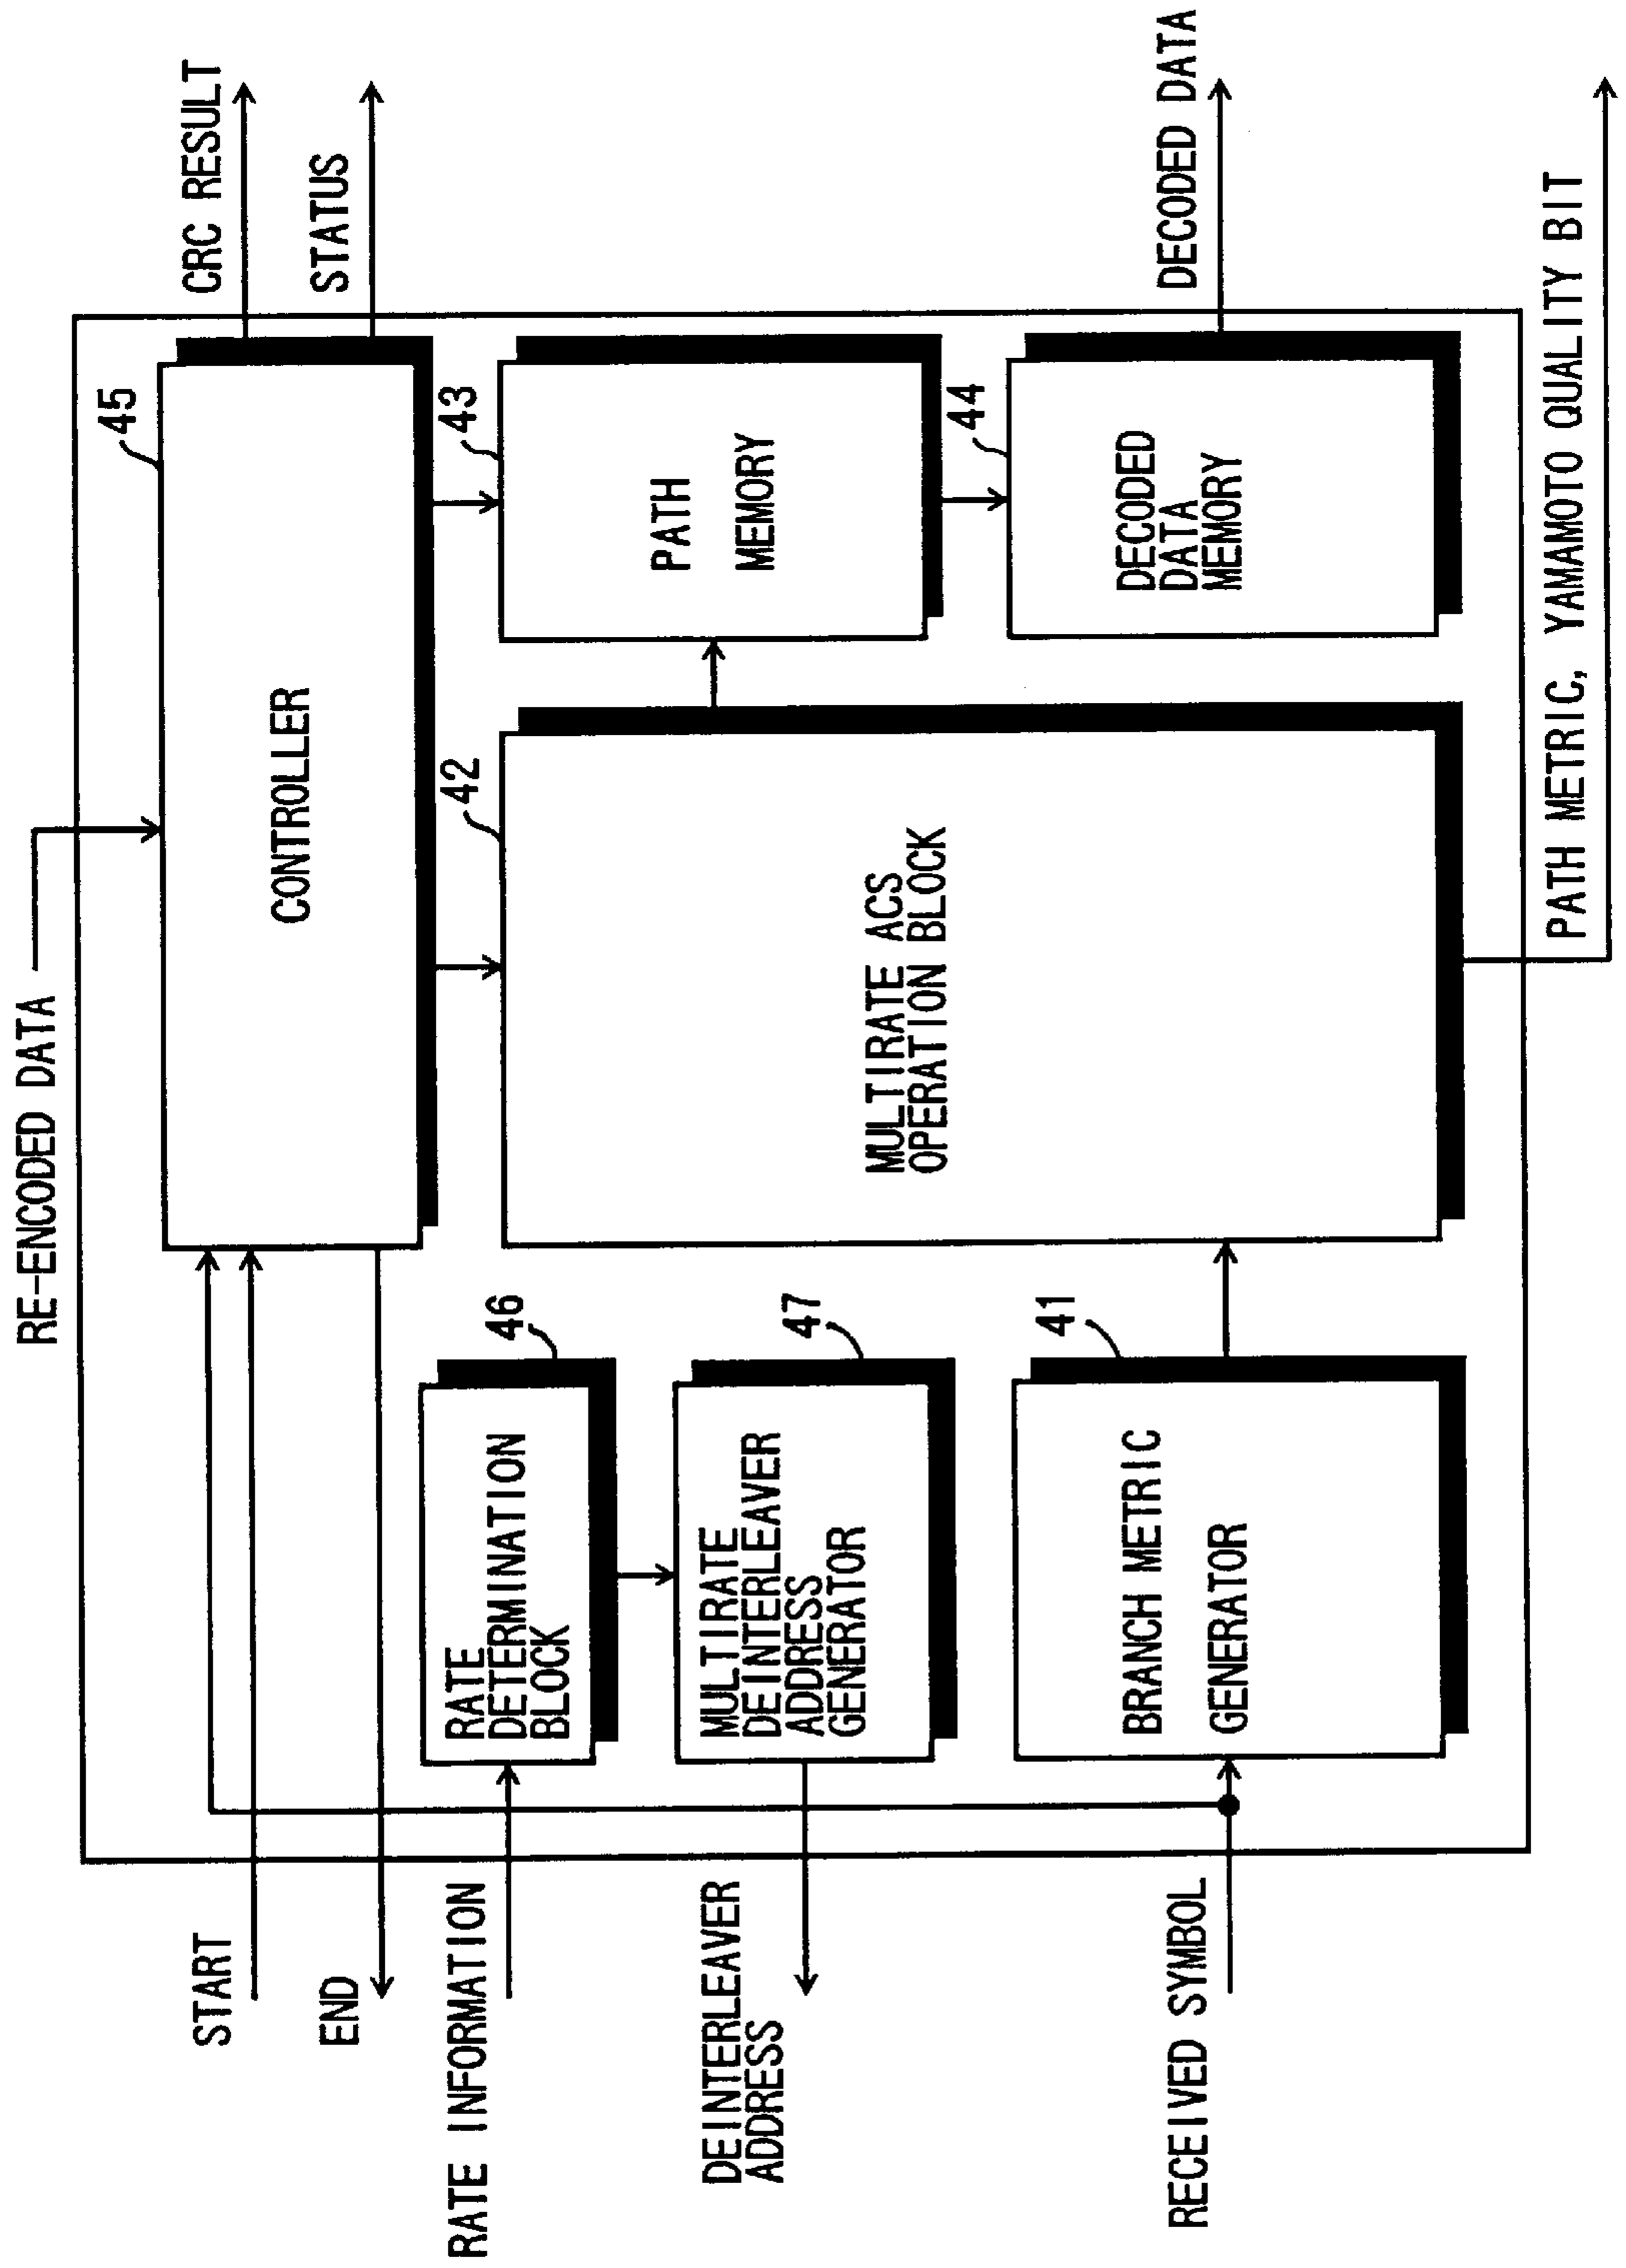 RE-ENCODED DATA
CRC RESULT
STATUS
START
END
RATE INFORMATION
DEINTERLEAVER
ADDRESS
RECEIVED SYMBOL
45
CONTROLLER
46
RATE
DETERMINATION
BLOCK
47
MULTIRATE
DEINTERLEAVER
ADDRESS
GENERATOR
41
BRANCH METRIC
GENERATOR
42
MULTIRATE ACS
OPERATION BLOCK
43
PATH
MEMORY
44
DECODED
DATA
MEMORY
DECODED DATA
PATH METRIC, YAMAMOTO QUALITY BIT